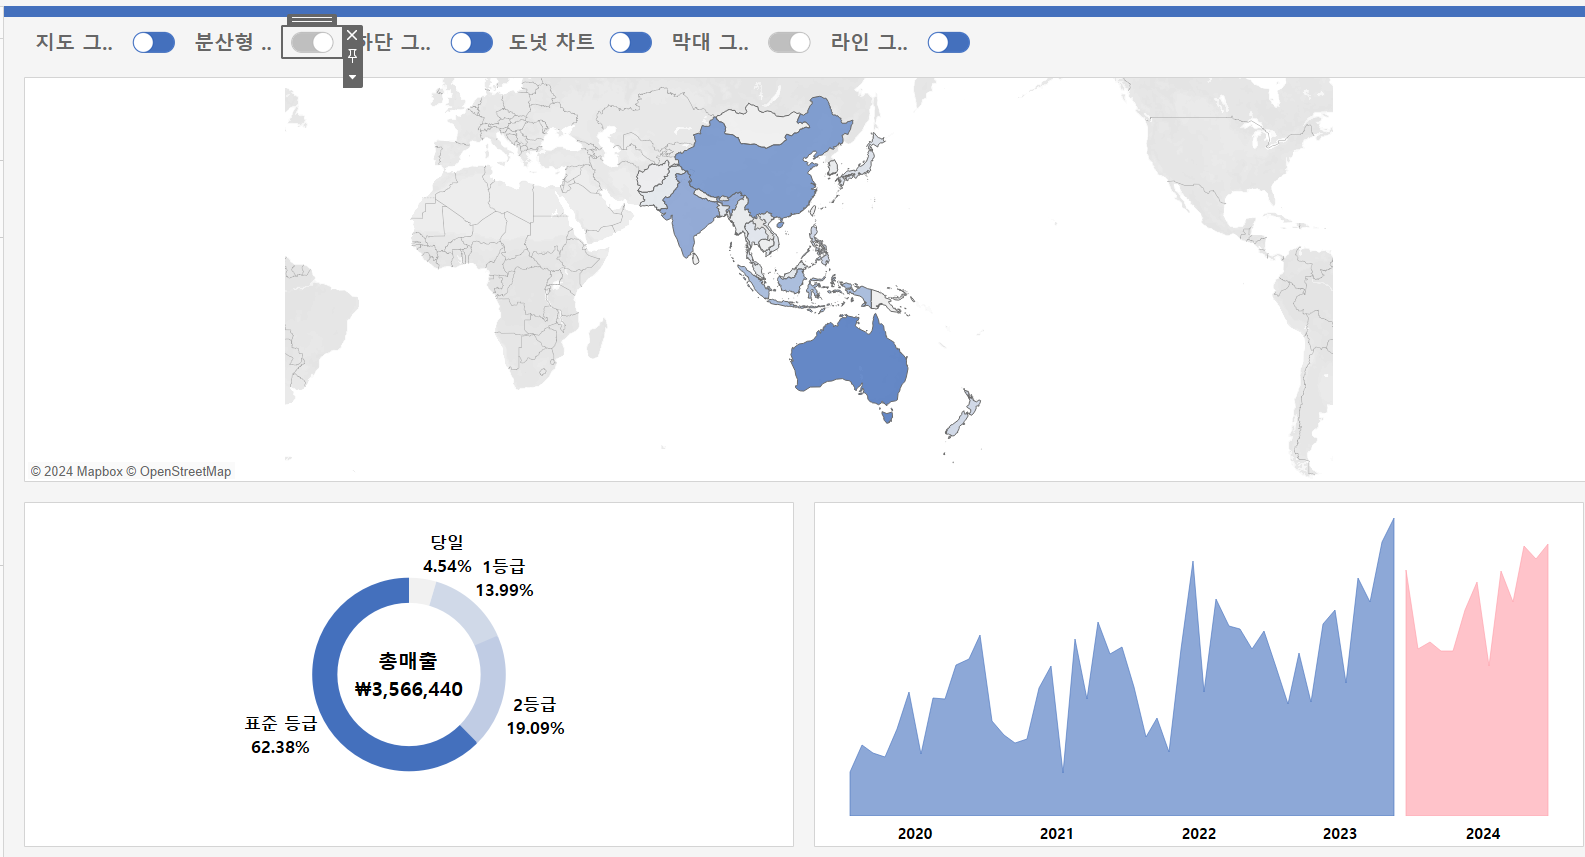 지도 그..
분산형 ..
하단 그..
도넛 차트
막대 그..
라인 그..
© 2024 Mapbox © OpenStreetMap
당일
4.54%
1등급
13.99%
총매출
₩3,566,440
2등급
19.09%
표준 등급
62.38%
2020
2021
2022
2023
2024